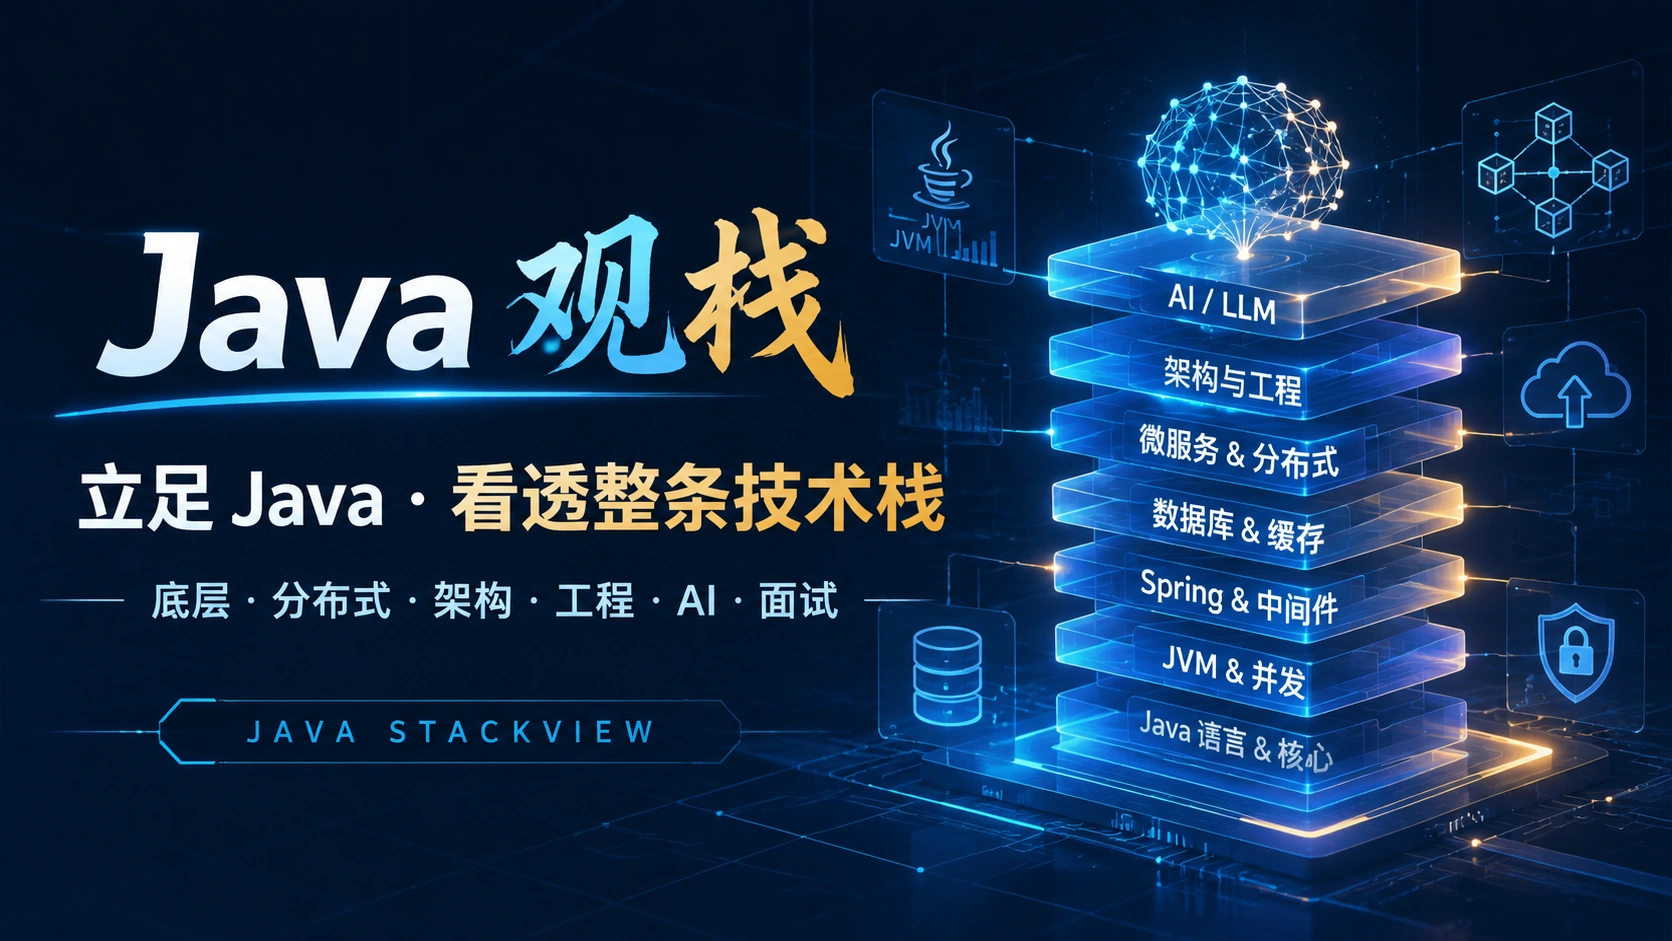 Java 观栈
立足 Java · 看透整条技术栈
底层 · 分布式 · 架构 · 工程 · AI · 面试
JAVA STACKVIEW
JVM
JVM
AI / LLM
架构与工程
微服务 & 分布式
数据库 & 缓存
Spring & 中间件
JVM & 并发
Java 语言 & 核心